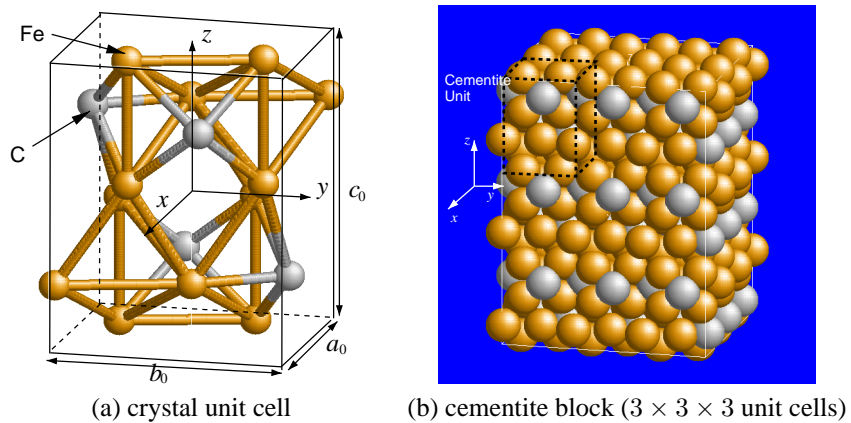 Fe
z
C
x
y
c₀
a₀
b₀
(a) crystal unit cell
Cementite
Unit
z
y
x
(b) cementite block (3 × 3 × 3 unit cells)